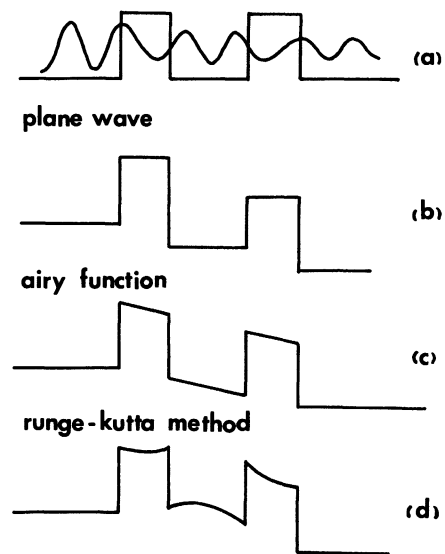 (a)
plane wave
(b)
airy function
(c)
runge-kutta method
(d)